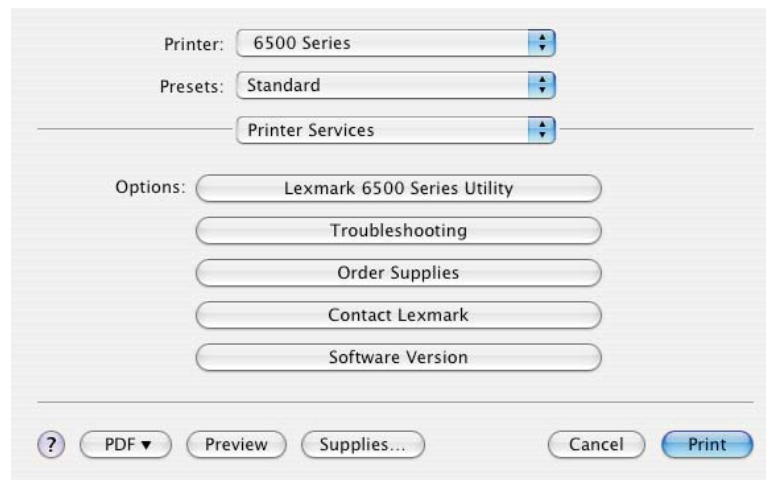 Printer: 6500 Series
Presets: Standard
Printer Services
Options: Lexmark 6500 Series Utility
Troubleshooting
Order Supplies
Contact Lexmark
Software Version
? PDF ▼ Preview Supplies... Cancel Print